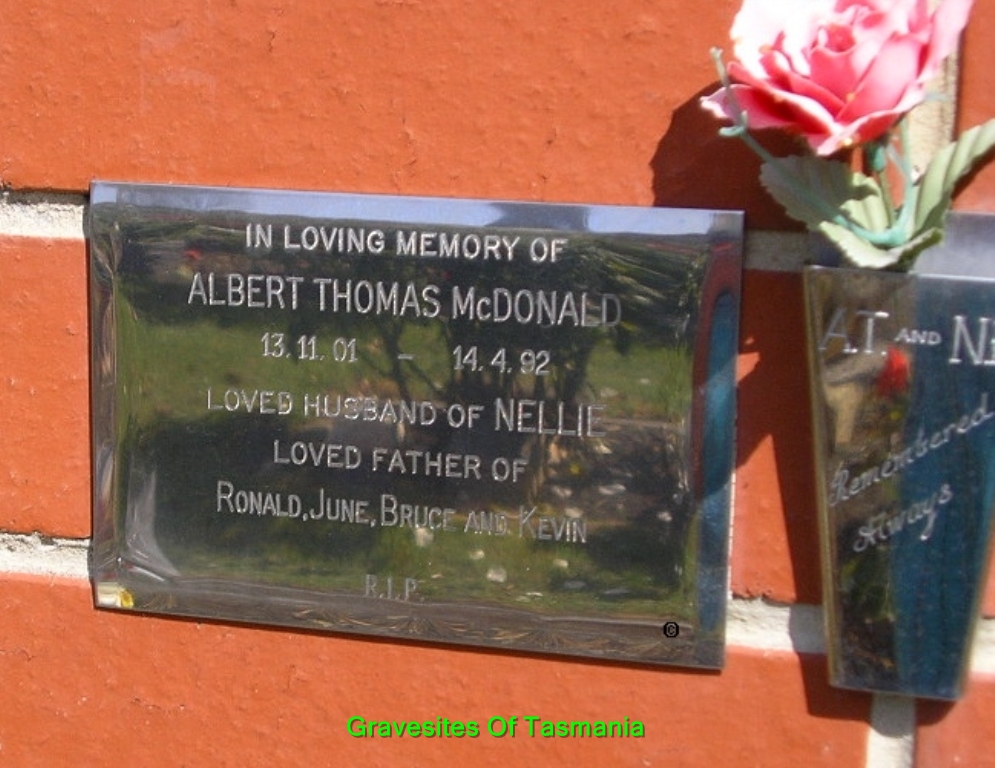 IN LOVING MEMORY OF
ALBERT THOMAS McDONALD
13.11.01 – 14.4.92
LOVED HUSBAND OF NELLIE
LOVED FATHER OF
RONALD, JUNE, BRUCE AND KEVIN
R.I.P.
©
A.T. AND
Remembered
Always
Gravesites Of Tasmania